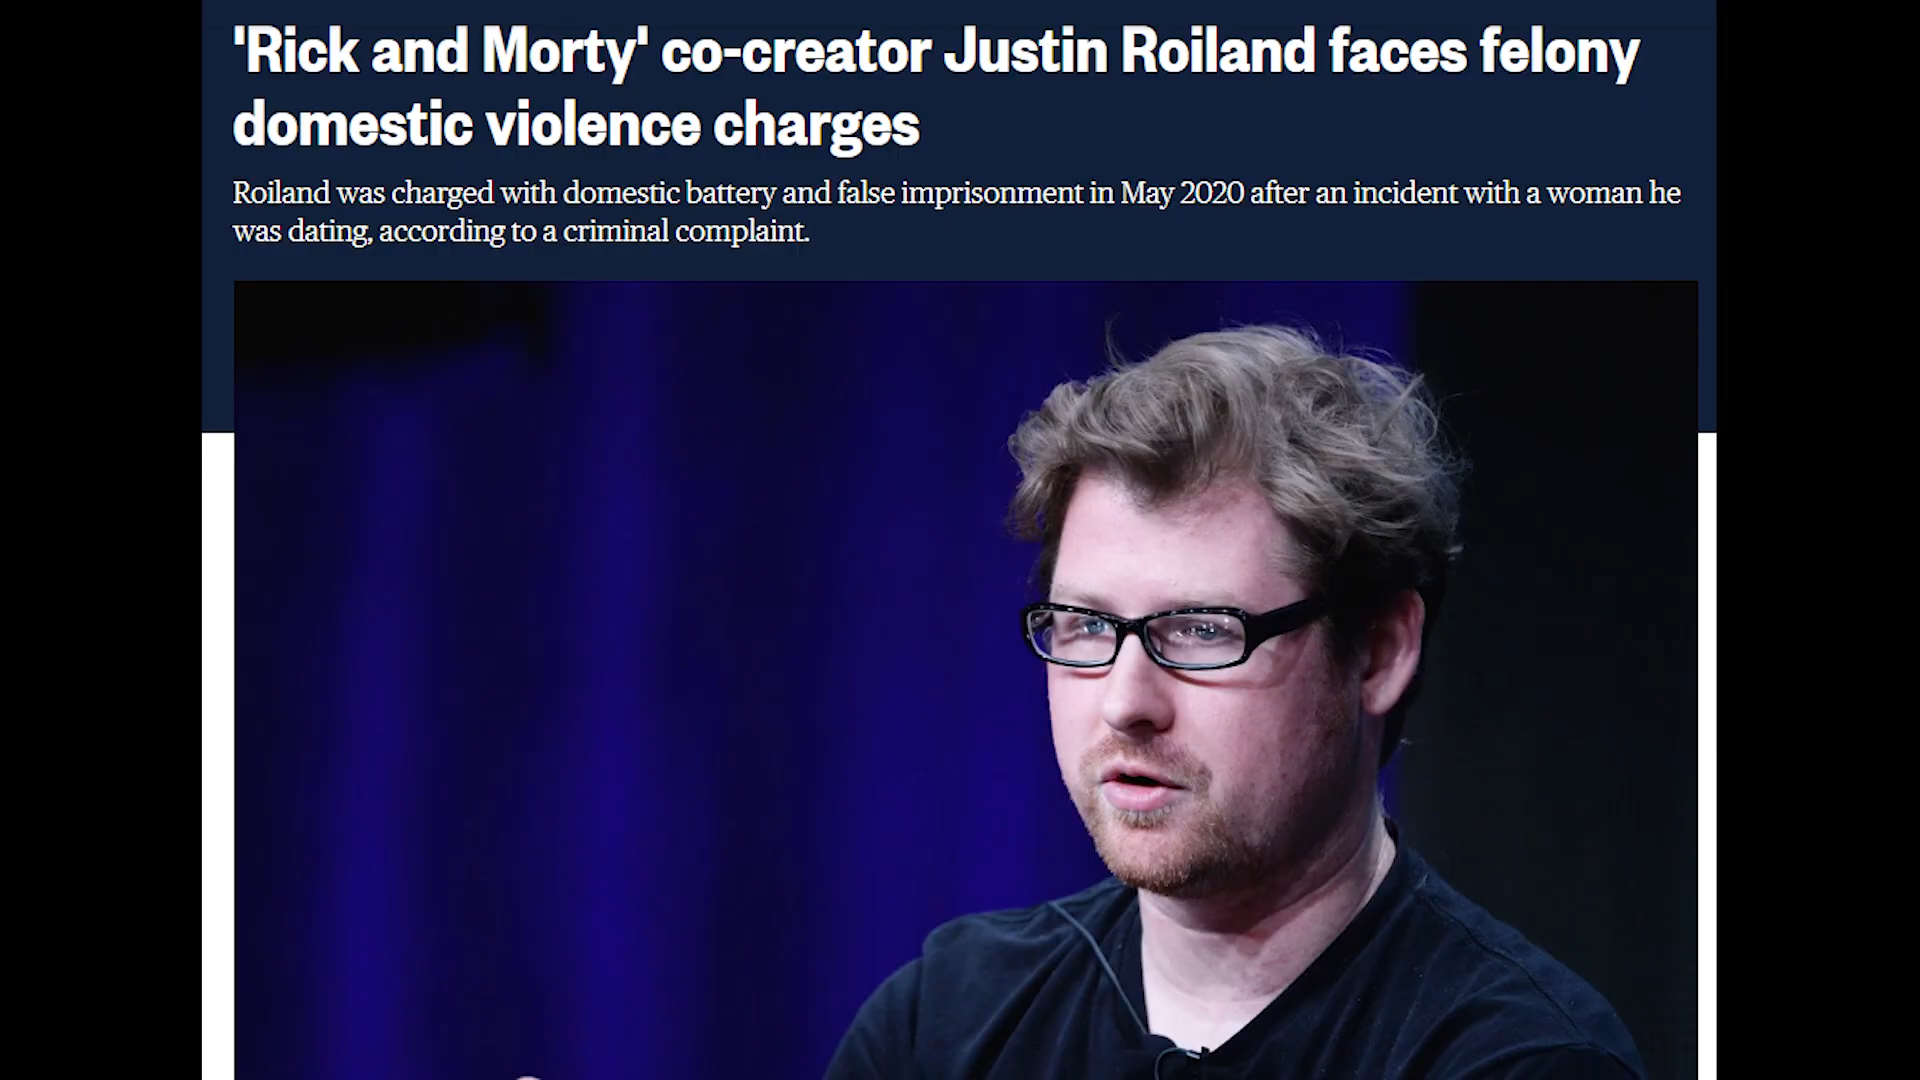 'Rick and Morty' co-creator Justin Roiland faces felony
domestic violence charges
Roiland was charged with domestic battery and false imprisonment in May 2020 after an incident with a woman he
was dating, according to a criminal complaint.